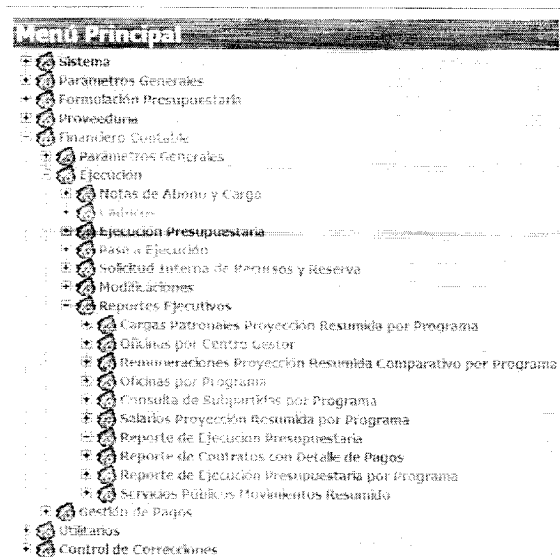 Menú Principal
Sistema
Parametros Generales
Formulación Presupuestaria
Proveeduria
Financiero Contable
Parámetros Generales
Ejecución
Notas de Abono y Cargo
Ejecución Presupuestaria
Pase a Ejecución
Solicitud Interna de Recursos y Reserva
Modificaciones
Reportes Ejecutivos
Cargas Patronales Proyección Resumida por Programa
Oficinas por Centro Gestor
Remuneraciones Proyección Resumida Comparativo por Programa
Oficinas por Programa
Consulta de Subpartidas por Programa
Salarios Proyección Resumida por Programa
Reporte de Ejecución Presupuestaria
Reporte de Contratos con Detalle de Pagos
Reporte de Ejecución Presupuestaria por Programa
Servicios Públicos Movimientos Resumido
Gestión de Pagos
Utilitarios
Control de Correcciones